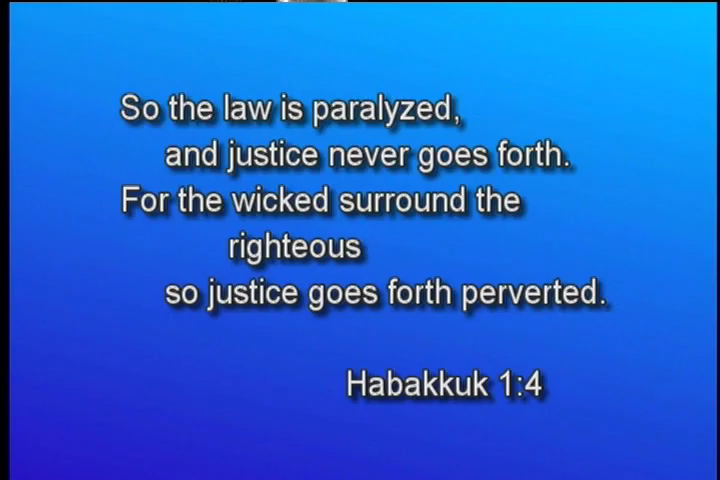 So the law is paralyzed,
and justice never goes forth.
For the wicked surround the
righteous
so justice goes forth perverted.
Habakkuk 1:4